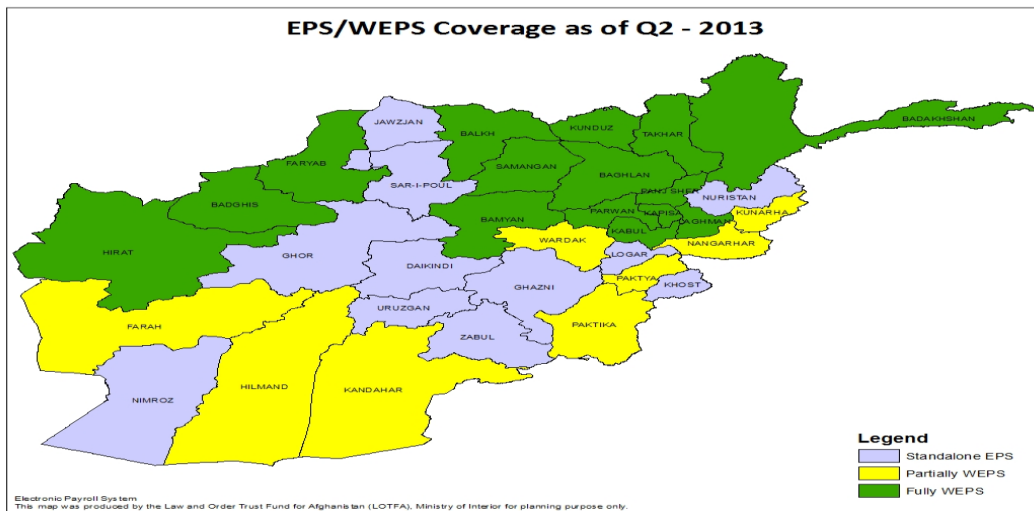 EPS/WEPS Coverage as of Q2 - 2013
JAWZJAN
BALKH
KUNDUZ
TAKHAR
BADAKHSHAN
FARYAB
SAMANGAN
BAGHLAN
SAR-I-POUL
PANJ SHER
NURISTAN
BADGHIS
BAMYAN
PARWAN
KAPISA
KUNARHA
LAGHMAN
KABUL
WARDAK
NANGARHAR
HIRAT
GHOR
LOGAR
DAIKINDI
PAKTYA
GHAZNI
KHOST
URUZGAN
FARAH
PAKTIKA
ZABUL
NIMROZ
HILMAND
KANDAHAR
Legend
Standalone EPS
Partially WEPS
Fully WEPS
Electronic Payroll System
This map was produced by the Law and Order Trust Fund for Afghanistan (LOTFA), Ministry of Interior for planning purpose only.